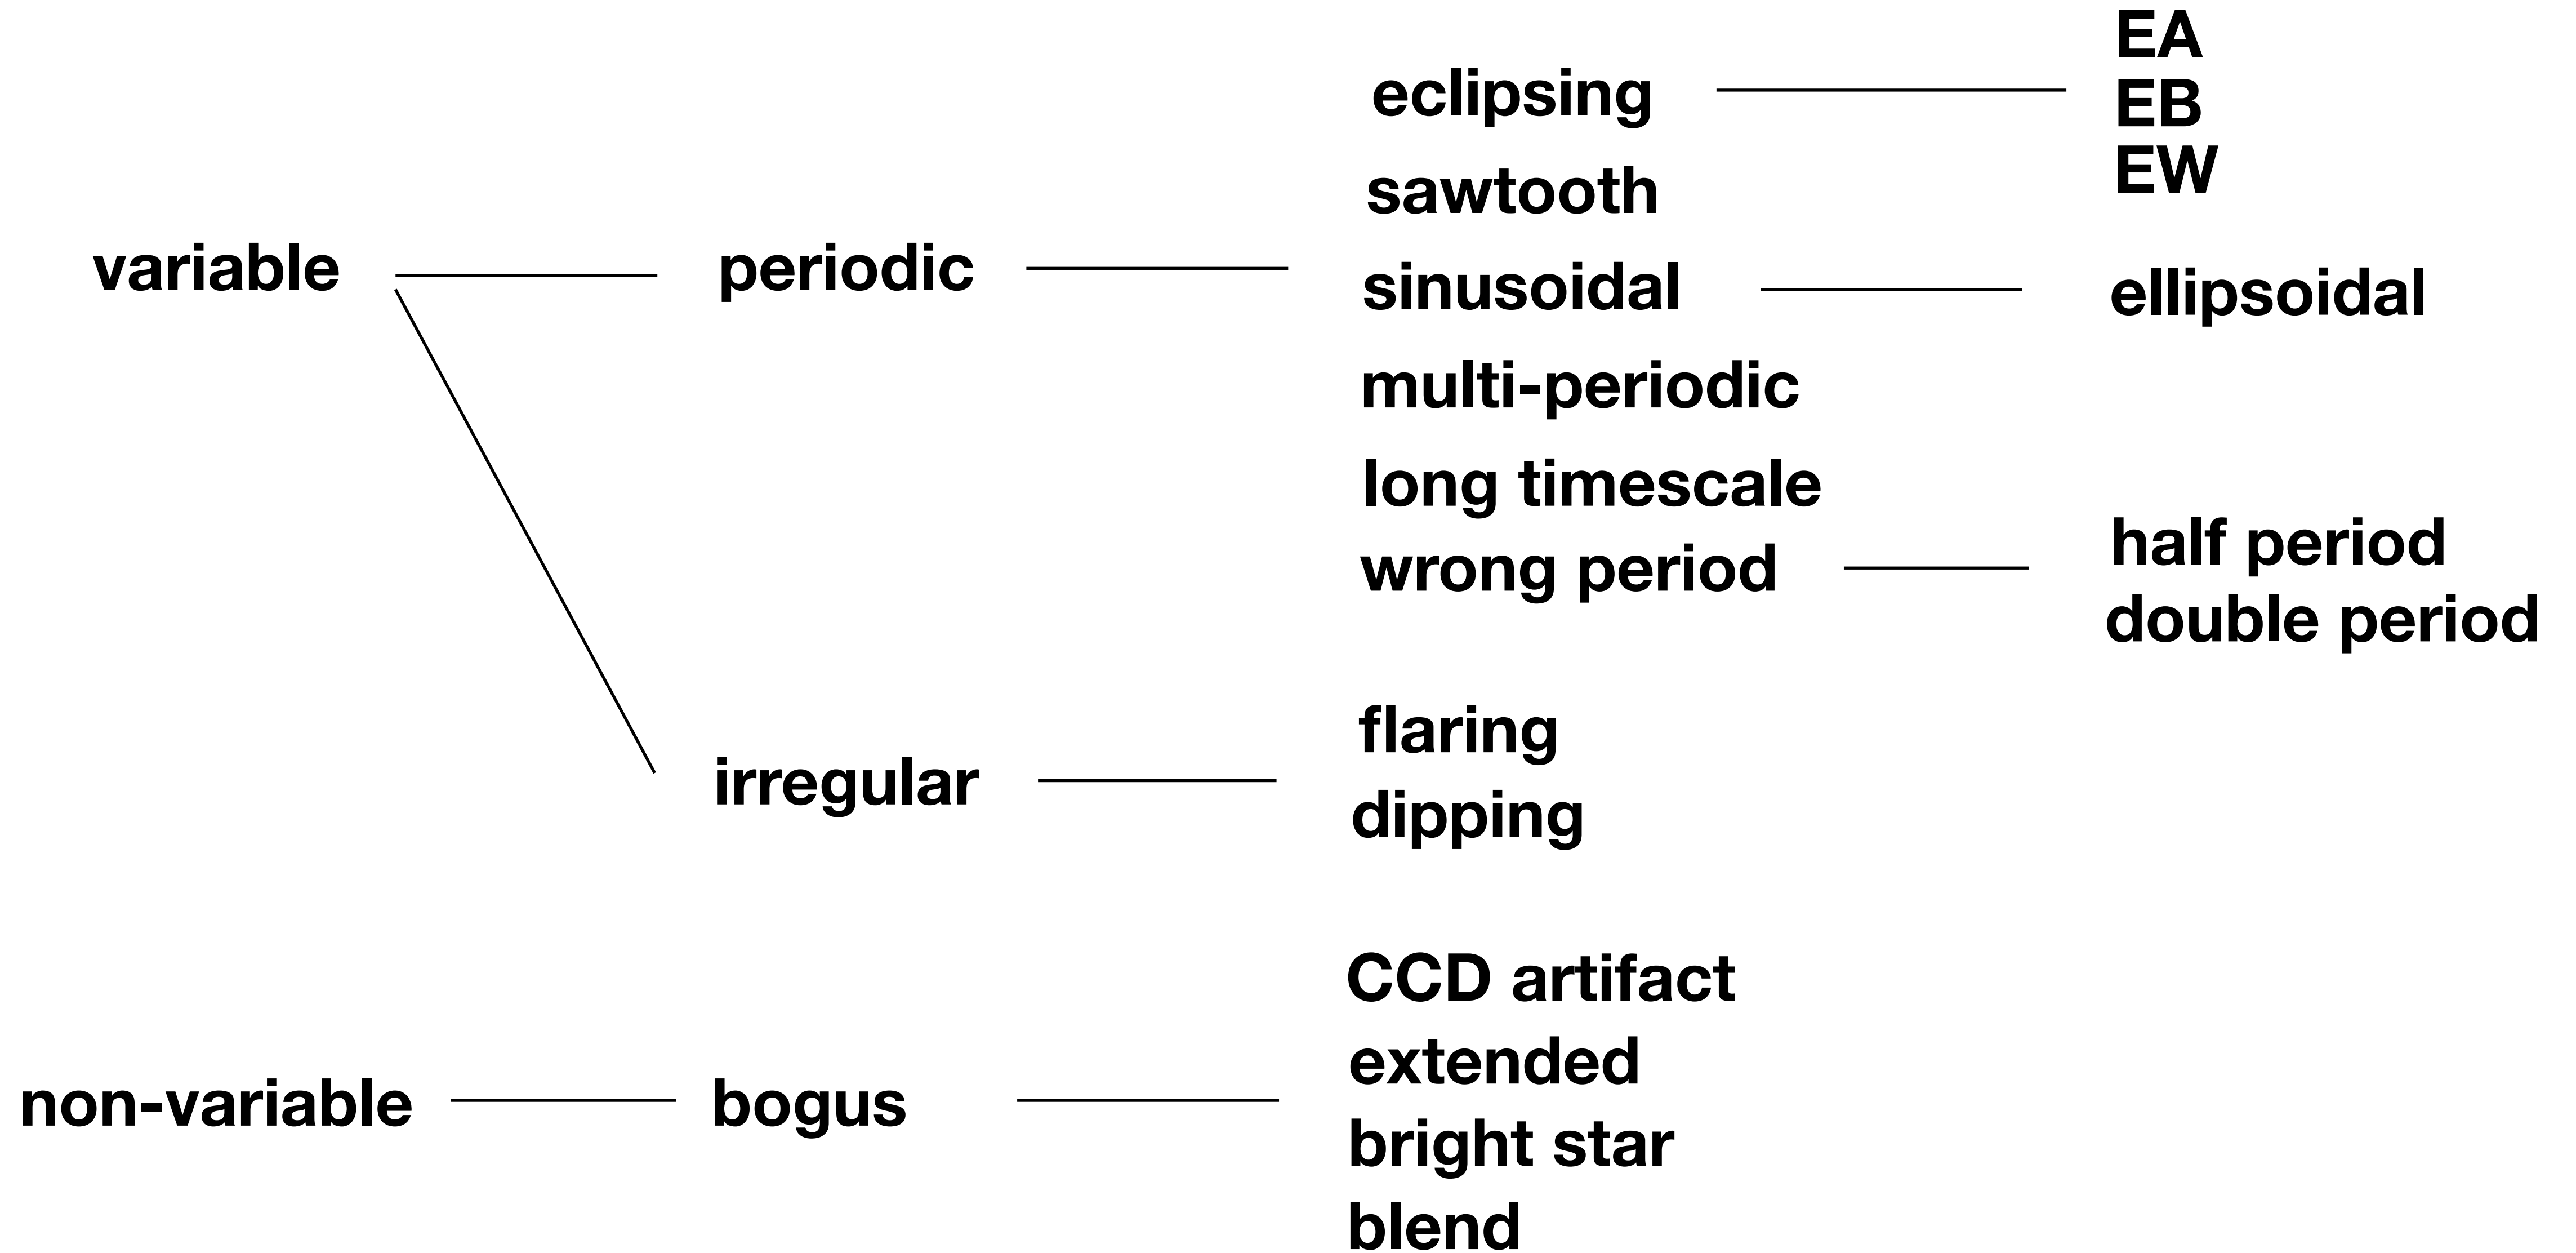 variable
periodic
eclipsing
sawtooth
sinusoidal
multi-periodic
long timescale
wrong period
EA
EB
EW
ellipsoidal
half period
double period
irregular
flaring
dipping
non-variable
bogus
CCD artifact
extended
bright star
blend